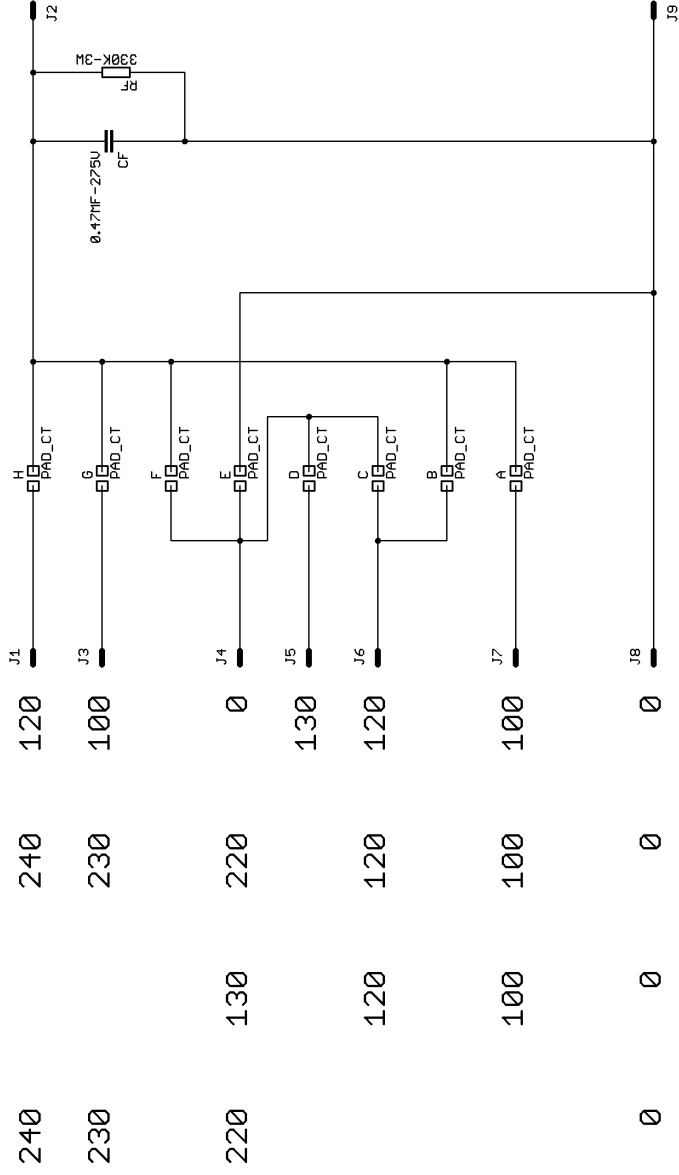 J2
J9
330K-3W
RF
0.47MF-275V
CF
H
PAD_CT
G
PAD_CT
F
PAD_CT
E
PAD_CT
D
PAD_CT
C
PAD_CT
B
PAD_CT
A
PAD_CT
J1
J3
J4
J5
J6
J7
J8
120 100 0 130 120 100 0
240 230 220 120 100 0
130 120 100 0
240 230 220 0